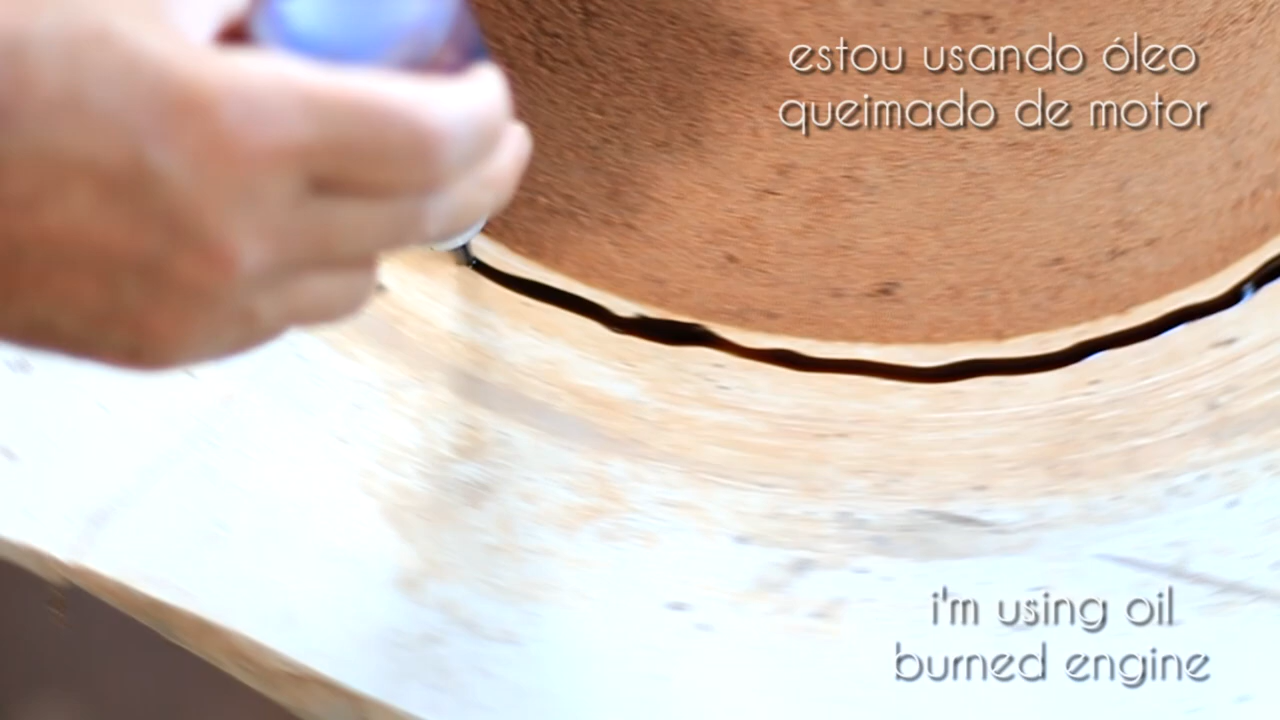 estou usando óleo
queimado de motor
i'm using oil
burned engine